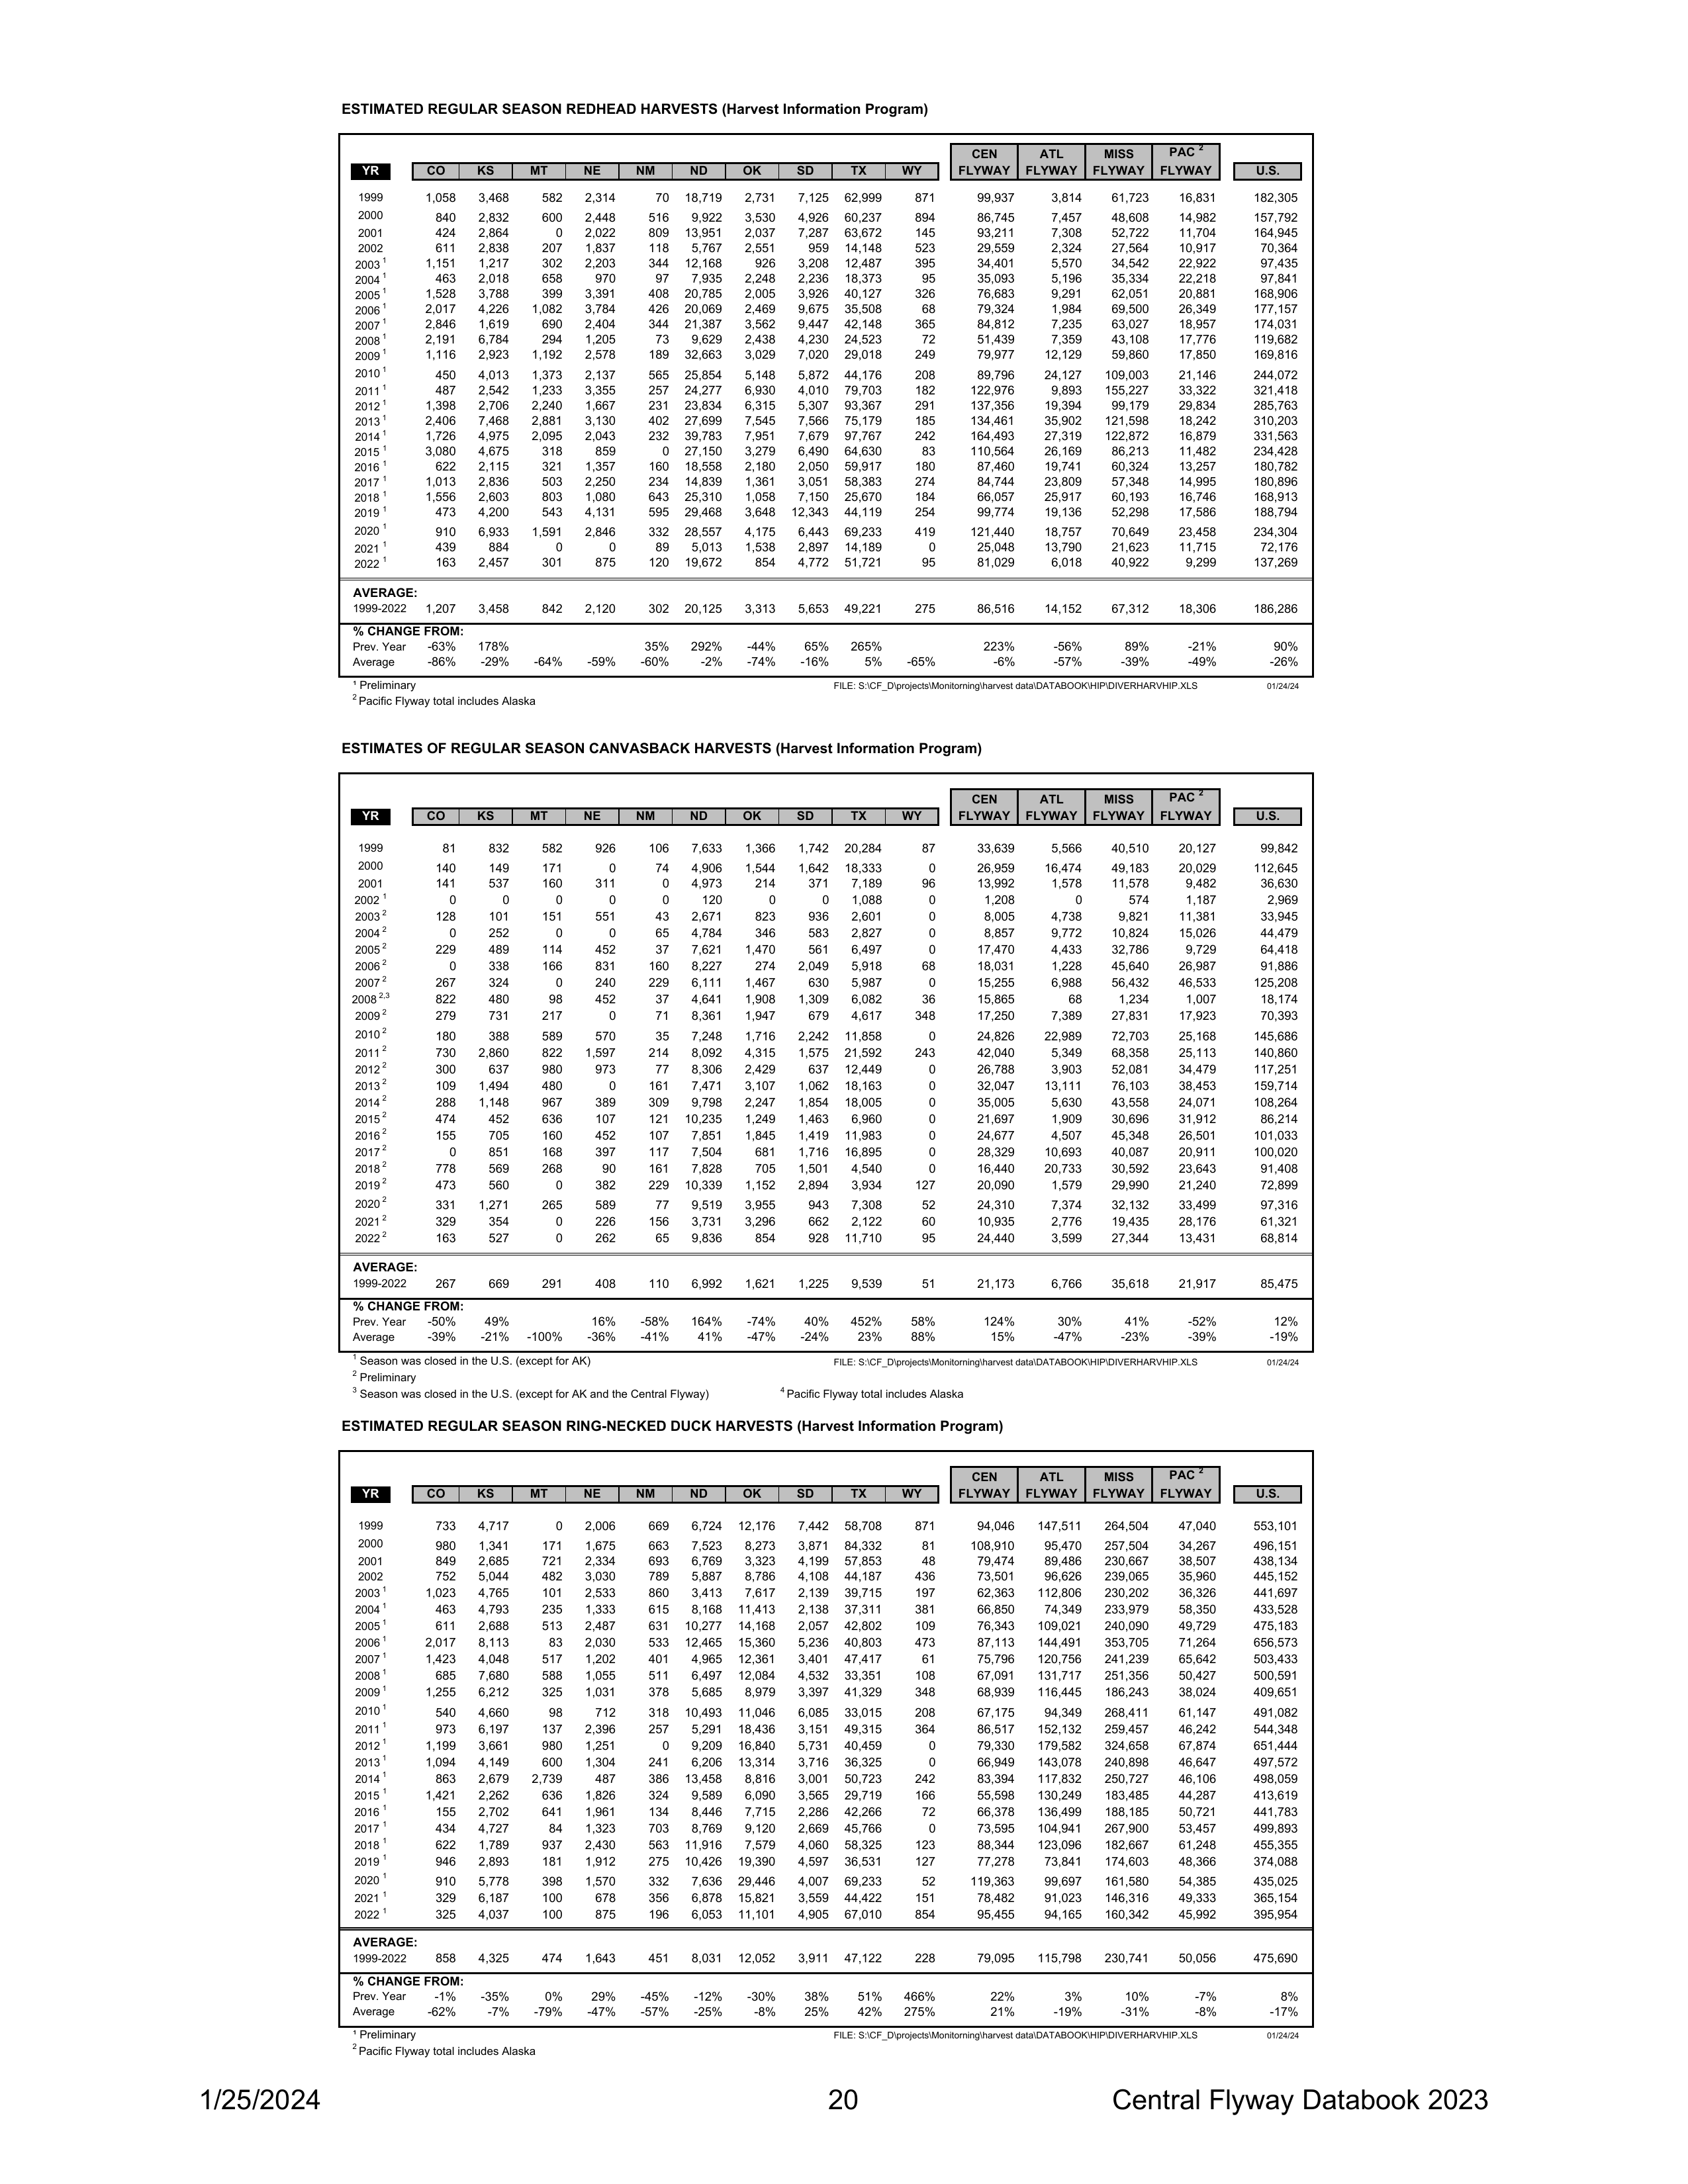 ESTIMATED REGULAR SEASON REDHEAD HARVESTS (Harvest Information Program)
CEN ATL MISS PAC 2
YR CO KS MT NE NM ND OK SD TX WY FLYWAY FLYWAY FLYWAY FLYWAY U.S.
1999 1,058 3,468 582 2,314 70 18,719 2,731 7,125 62,999 871 99,937 3,814 61,723 16,831 182,305
2000 840 2,832 600 2,448 516 9,922 3,530 4,926 60,237 894 86,745 7,457 48,608 14,982 157,792
2001 424 2,864 0 2,022 809 13,951 2,037 7,287 63,672 145 93,211 7,308 52,722 11,704 164,945
2002 611 2,838 207 1,837 118 5,767 2,551 959 14,148 523 29,559 2,324 27,564 10,917 70,364
2003 1 1,151 1,217 302 2,203 344 12,168 926 3,208 12,487 395 34,401 5,570 34,542 22,922 97,435
2004 1 463 2,018 658 970 97 7,935 2,248 2,236 18,373 95 35,093 5,196 35,334 22,218 97,841
2005 1 1,528 3,788 399 3,391 408 20,785 2,005 3,926 40,127 326 76,683 9,291 62,051 20,881 168,906
2006 1 2,017 4,226 1,082 3,784 426 20,069 2,469 9,675 35,508 68 79,324 1,984 69,500 26,349 177,157
2007 1 2,846 1,619 690 2,404 344 21,387 3,562 9,447 42,148 365 84,812 7,235 63,027 18,957 174,031
2008 1 2,191 6,784 294 1,205 73 9,629 2,438 4,230 24,523 72 51,439 7,359 43,108 17,776 119,682
2009 1 1,116 2,923 1,192 2,578 189 32,663 3,029 7,020 29,018 249 79,977 12,129 59,860 17,850 169,816
2010 1 450 4,013 1,373 2,137 565 25,854 5,148 5,872 44,176 208 89,796 24,127 109,003 21,146 244,072
2011 1 487 2,542 1,233 3,355 257 24,277 6,930 4,010 79,703 182 122,976 9,893 155,227 33,322 321,418
2012 1 1,398 2,706 2,240 1,667 231 23,834 6,315 5,307 93,367 291 137,356 19,394 99,179 29,834 285,763
2013 1 2,406 7,468 2,881 3,130 402 27,699 7,545 7,566 75,179 185 134,461 35,902 121,598 18,242 310,203
2014 1 1,726 4,975 2,095 2,043 232 39,783 7,951 7,679 97,767 242 164,493 27,319 122,872 16,879 331,563
2015 1 3,080 4,675 318 859 0 27,150 3,279 6,490 64,630 83 110,564 26,169 86,213 11,482 234,428
2016 1 622 2,115 321 1,357 160 18,558 2,180 2,050 59,917 180 87,460 19,741 60,324 13,257 180,782
2017 1 1,013 2,836 503 2,250 234 14,839 1,361 3,051 58,383 274 84,744 23,809 57,348 14,995 180,896
2018 1 1,556 2,603 803 1,080 643 25,310 1,058 7,150 25,670 184 66,057 25,917 60,193 16,746 168,913
2019 1 473 4,200 543 4,131 595 29,468 3,648 12,343 44,119 254 99,774 19,136 52,298 17,586 188,794
2020 1 910 6,933 1,591 2,846 332 28,557 4,175 6,443 69,233 419 121,440 18,757 70,649 23,458 234,304
2021 1 439 884 0 0 89 5,013 1,538 2,897 14,189 0 25,048 13,790 21,623 11,715 72,176
2022 1 163 2,457 301 875 120 19,672 854 4,772 51,721 95 81,029 6,018 40,922 9,299 137,269
AVERAGE:
1999-2022 1,207 3,458 842 2,120 302 20,125 3,313 5,653 49,221 275 86,516 14,152 67,312 18,306 186,286
% CHANGE FROM:
Prev. Year -63% 178% 35% 292% -44% 65% 265% 223% -56% 89% -21% 90%
Average -86% -29% -64% -59% -60% -2% -74% -16% 5% -65% -6% -57% -39% -49% -26%
1 Preliminary FILE: S:\CF_D\projects\Monitorning\harvest data\DATABOOK\HIP\DIVERHARVHIP.XLS 01/24/24
2 Pacific Flyway total includes Alaska
ESTIMATES OF REGULAR SEASON CANVASBACK HARVESTS (Harvest Information Program)
CEN ATL MISS PAC 2
YR CO KS MT NE NM ND OK SD TX WY FLYWAY FLYWAY FLYWAY FLYWAY U.S.
1999 81 832 582 926 106 7,633 1,366 1,742 20,284 87 33,639 5,566 40,510 20,127 99,842
2000 140 149 171 0 74 4,906 1,544 1,642 18,333 0 26,959 16,474 49,183 20,029 112,645
2001 141 537 160 311 0 4,973 214 371 7,189 96 13,992 1,578 11,578 9,482 36,630
2002 1 0 0 0 0 0 120 0 0 1,088 0 1,208 0 574 1,187 2,969
2003 2 128 101 151 551 43 2,671 823 936 2,601 0 8,005 4,738 9,821 11,381 33,945
2004 2 0 252 0 0 65 4,784 346 583 2,827 0 8,857 9,772 10,824 15,026 44,479
2005 2 229 489 114 452 37 7,621 1,470 561 6,497 0 17,470 4,433 32,786 9,729 64,418
2006 2 0 338 166 831 160 8,227 274 2,049 5,918 68 18,031 1,228 45,640 26,987 91,886
2007 2 267 324 0 240 229 6,111 1,467 630 5,987 0 15,255 6,988 56,432 46,533 125,208
2008 2,3 822 480 98 452 37 4,641 1,908 1,309 6,082 36 15,865 68 1,234 1,007 18,174
2009 2 279 731 217 0 71 8,361 1,947 679 4,617 348 17,250 7,389 27,831 17,923 70,393
2010 2 180 388 589 570 35 7,248 1,716 2,242 11,858 0 24,826 22,989 72,703 25,168 145,686
2011 2 730 2,860 822 1,597 214 8,092 4,315 1,575 21,592 243 42,040 5,349 68,358 25,113 140,860
2012 2 300 637 980 973 77 8,306 2,429 637 12,449 0 26,788 3,903 52,081 34,479 117,251
2013 2 109 1,494 480 0 161 7,471 3,107 1,062 18,163 0 32,047 13,111 76,103 38,453 159,714
2014 2 288 1,148 967 389 309 9,798 2,247 1,854 18,005 0 35,005 5,630 43,558 24,071 108,264
2015 2 474 452 636 107 121 10,235 1,249 1,463 6,960 0 21,697 1,909 30,696 31,912 86,214
2016 2 155 705 160 452 107 7,851 1,845 1,419 11,983 0 24,677 4,507 45,348 26,501 101,033
2017 2 0 851 168 397 117 7,504 681 1,716 16,895 0 28,329 10,693 40,087 20,911 100,020
2018 2 778 569 268 90 161 7,828 705 1,501 4,540 0 16,440 20,733 30,592 23,643 91,408
2019 2 473 560 0 382 229 10,339 1,152 2,894 3,934 127 20,090 1,579 29,990 21,240 72,899
2020 2 331 1,271 265 589 77 9,519 3,955 943 7,308 52 24,310 7,374 32,132 33,499 97,316
2021 2 329 354 0 226 156 3,731 3,296 662 2,122 60 10,935 2,776 19,435 28,176 61,321
2022 2 163 527 0 262 65 9,836 854 928 11,710 95 24,440 3,599 27,344 13,431 68,814
AVERAGE:
1999-2022 267 669 291 408 110 6,992 1,621 1,225 9,539 51 21,173 6,766 35,618 21,917 85,475
% CHANGE FROM:
Prev. Year -50% 49% 16% -58% 164% -74% 40% 452% 58% 124% 30% 41% -52% 12%
Average -39% -21% -100% -36% -41% 41% -47% -24% 23% 88% 15% -47% -23% -39% -19%
1 Season was closed in the U.S. (except for AK) FILE: S:\CF_D\projects\Monitorning\harvest data\DATABOOK\HIP\DIVERHARVHIP.XLS 01/24/24
2 Preliminary
3 Season was closed in the U.S. (except for AK and the Central Flyway) 4 Pacific Flyway total includes Alaska
ESTIMATED REGULAR SEASON RING-NECKED DUCK HARVESTS (Harvest Information Program)
CEN ATL MISS PAC 2
YR CO KS MT NE NM ND OK SD TX WY FLYWAY FLYWAY FLYWAY FLYWAY U.S.
1999 733 4,717 0 2,006 669 6,724 12,176 7,442 58,708 871 94,046 147,511 264,504 47,040 553,101
2000 980 1,341 171 1,675 663 7,523 8,273 3,871 84,332 81 108,910 95,470 257,504 34,267 496,151
2001 849 2,685 721 2,334 693 6,769 3,323 4,199 57,853 48 79,474 89,486 230,667 38,507 438,134
2002 752 5,044 482 3,030 789 5,887 8,786 4,108 44,187 436 73,501 96,626 239,065 35,960 445,152
2003 1 1,023 4,765 101 2,533 860 3,413 7,617 2,139 39,715 197 62,363 112,806 230,202 36,326 441,697
2004 1 463 4,793 235 1,333 615 8,168 11,413 2,138 37,311 381 66,850 74,349 233,979 58,350 433,528
2005 1 611 2,688 513 2,487 631 10,277 14,168 2,057 42,802 109 76,343 109,021 240,090 49,729 475,183
2006 1 2,017 8,113 83 2,030 533 12,465 15,360 5,236 40,803 473 87,113 144,491 353,705 71,264 656,573
2007 1 1,423 4,048 517 1,202 401 4,965 12,361 3,401 47,417 61 75,796 120,756 241,239 65,642 503,433
2008 1 685 7,680 588 1,055 511 6,497 12,084 4,532 33,351 108 67,091 131,717 251,356 50,427 500,591
2009 1 1,255 6,212 325 1,031 378 5,685 8,979 3,397 41,329 348 68,939 116,445 186,243 38,024 409,651
2010 1 540 4,660 98 712 318 10,493 11,046 6,085 33,015 208 67,175 94,349 268,411 61,147 491,082
2011 1 973 6,197 137 2,396 257 5,291 18,436 3,151 49,315 364 86,517 152,132 259,457 46,242 544,348
2012 1 1,199 3,661 980 1,251 0 9,209 16,840 5,731 40,459 0 79,330 179,582 324,658 67,874 651,444
2013 1 1,094 4,149 600 1,304 241 6,206 13,314 3,716 36,325 0 66,949 143,078 240,898 46,647 497,572
2014 1 863 2,679 2,739 487 386 13,458 8,816 3,001 50,723 242 83,394 117,832 250,727 46,106 498,059
2015 1 1,421 2,262 636 1,826 324 9,589 6,090 3,565 29,719 166 55,598 130,249 183,485 44,287 413,619
2016 1 155 2,702 641 1,961 134 8,446 7,715 2,286 42,266 72 66,378 136,499 188,185 50,721 441,783
2017 1 434 4,727 84 1,323 703 8,769 9,120 2,669 45,766 0 73,595 104,941 267,900 53,457 499,893
2018 1 622 1,789 937 2,430 563 11,916 7,579 4,060 58,325 123 88,344 123,096 182,667 61,248 455,355
2019 1 946 2,893 181 1,912 275 10,426 19,390 4,597 36,531 127 77,278 73,841 174,603 48,366 374,088
2020 1 910 5,778 398 1,570 332 7,636 29,446 4,007 69,233 52 119,363 99,697 161,580 54,385 435,025
2021 1 329 6,187 100 678 356 6,878 15,821 3,559 44,422 151 78,482 91,023 146,316 49,333 365,154
2022 1 325 4,037 100 875 196 6,053 11,101 4,905 67,010 854 95,455 94,165 160,342 45,992 395,954
AVERAGE:
1999-2022 858 4,325 474 1,643 451 8,031 12,052 3,911 47,122 228 79,095 115,798 230,741 50,056 475,690
% CHANGE FROM:
Prev. Year -1% -35% 0% 29% -45% -12% -30% 38% 51% 466% 22% 3% 10% -7% 8%
Average -62% -7% -79% -47% -57% -25% -8% 25% 42% 275% 21% -19% -31% -8% -17%
1 Preliminary FILE: S:\CF_D\projects\Monitorning\harvest data\DATABOOK\HIP\DIVERHARVHIP.XLS 01/24/24
2 Pacific Flyway total includes Alaska
1/25/2024 20 Central Flyway Databook 2023